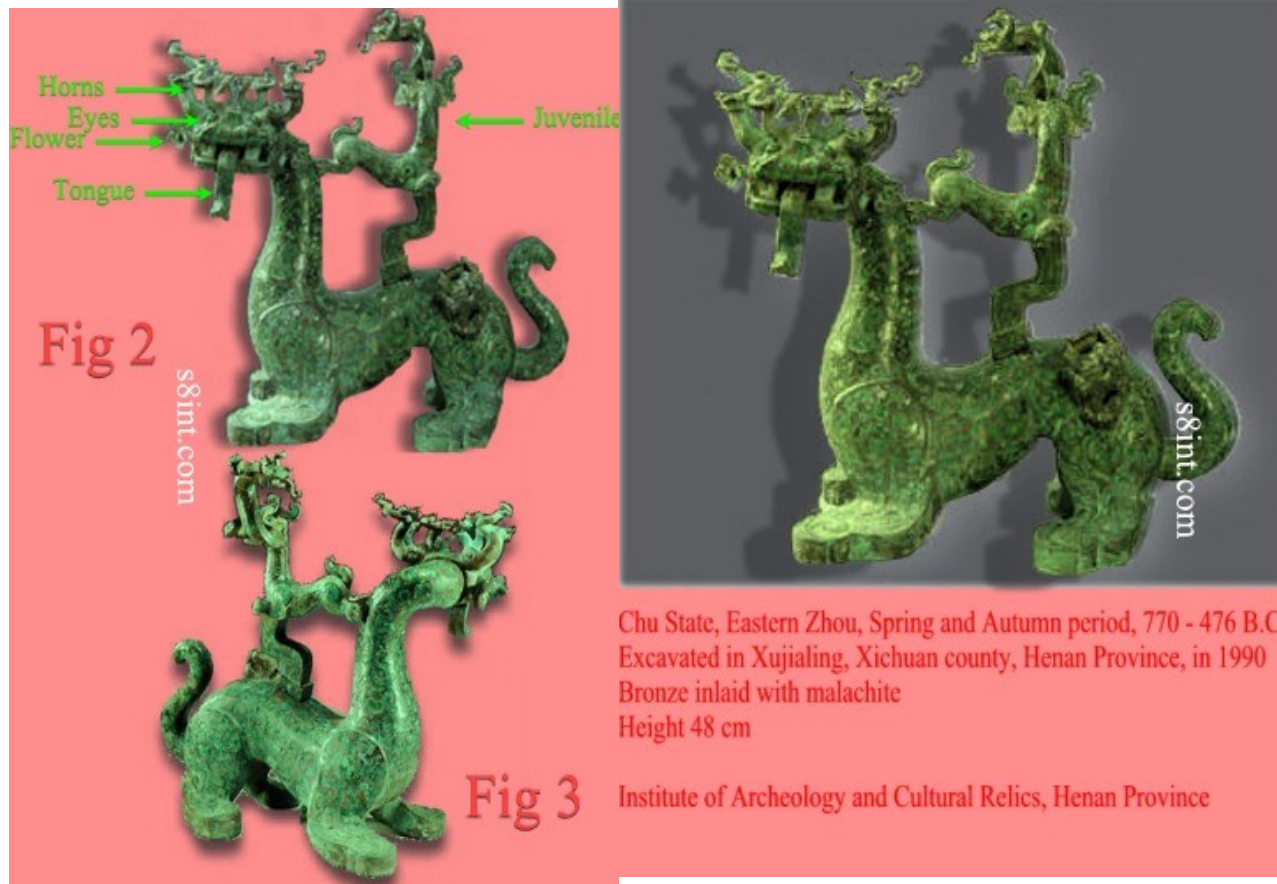 Horns
Eyes
Flower
Tongue
Juvenile
Fig 2
s8int.com
Fig 3
s8int.com
Chu State, Eastern Zhou, Spring and Autumn period, 770 - 476 B.C
Excavated in Xujialing, Xichuan county, Henan Province, in 1990
Bronze inlaid with malachite
Height 48 cm
Institute of Archeology and Cultural Relics, Henan Province